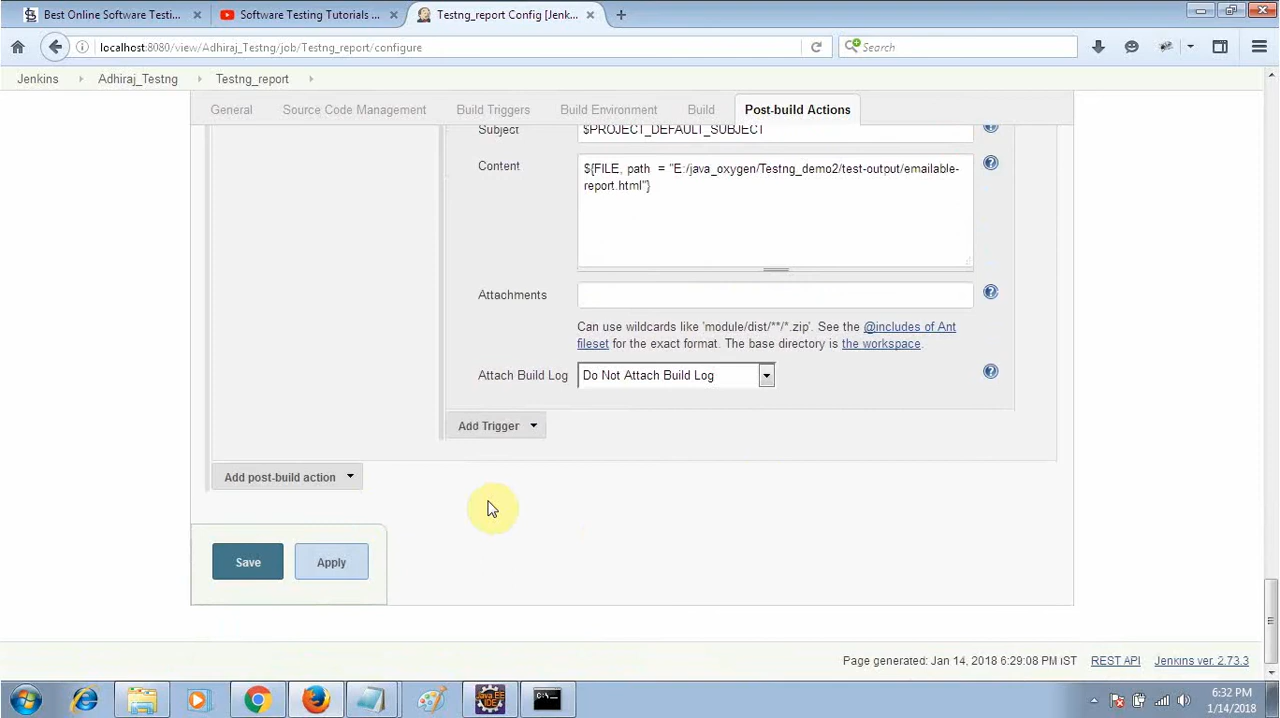 Best Online Software Testi...
Software Testing Tutorials ...
Testng_report Config [Jenk...
localhost:8080/view/Adhiraj_Testng/job/Testng_report/configure
Search
Jenkins
Adhiraj_Testng
Testng_report
General
Source Code Management
Build Triggers
Build Environment
Build
Post-build Actions
Subject
$PROJECT_DEFAULT_SUBJECT
Content
${FILE, path = "E:/java_oxygen/Testng_demo2/test-output/emailable-
report.html"}
Attachments
Can use wildcards like 'module/dist/**/*.zip'. See the @includes of Ant
fileset for the exact format. The base directory is the workspace.
Attach Build Log
Do Not Attach Build Log
Add Trigger
Add post-build action
Save
Apply
Page generated: Jan 14, 2018 6:29:08 PM IST
REST API
Jenkins ver. 2.73.3
Java EE
IDE
6:32 PM
1/14/2018